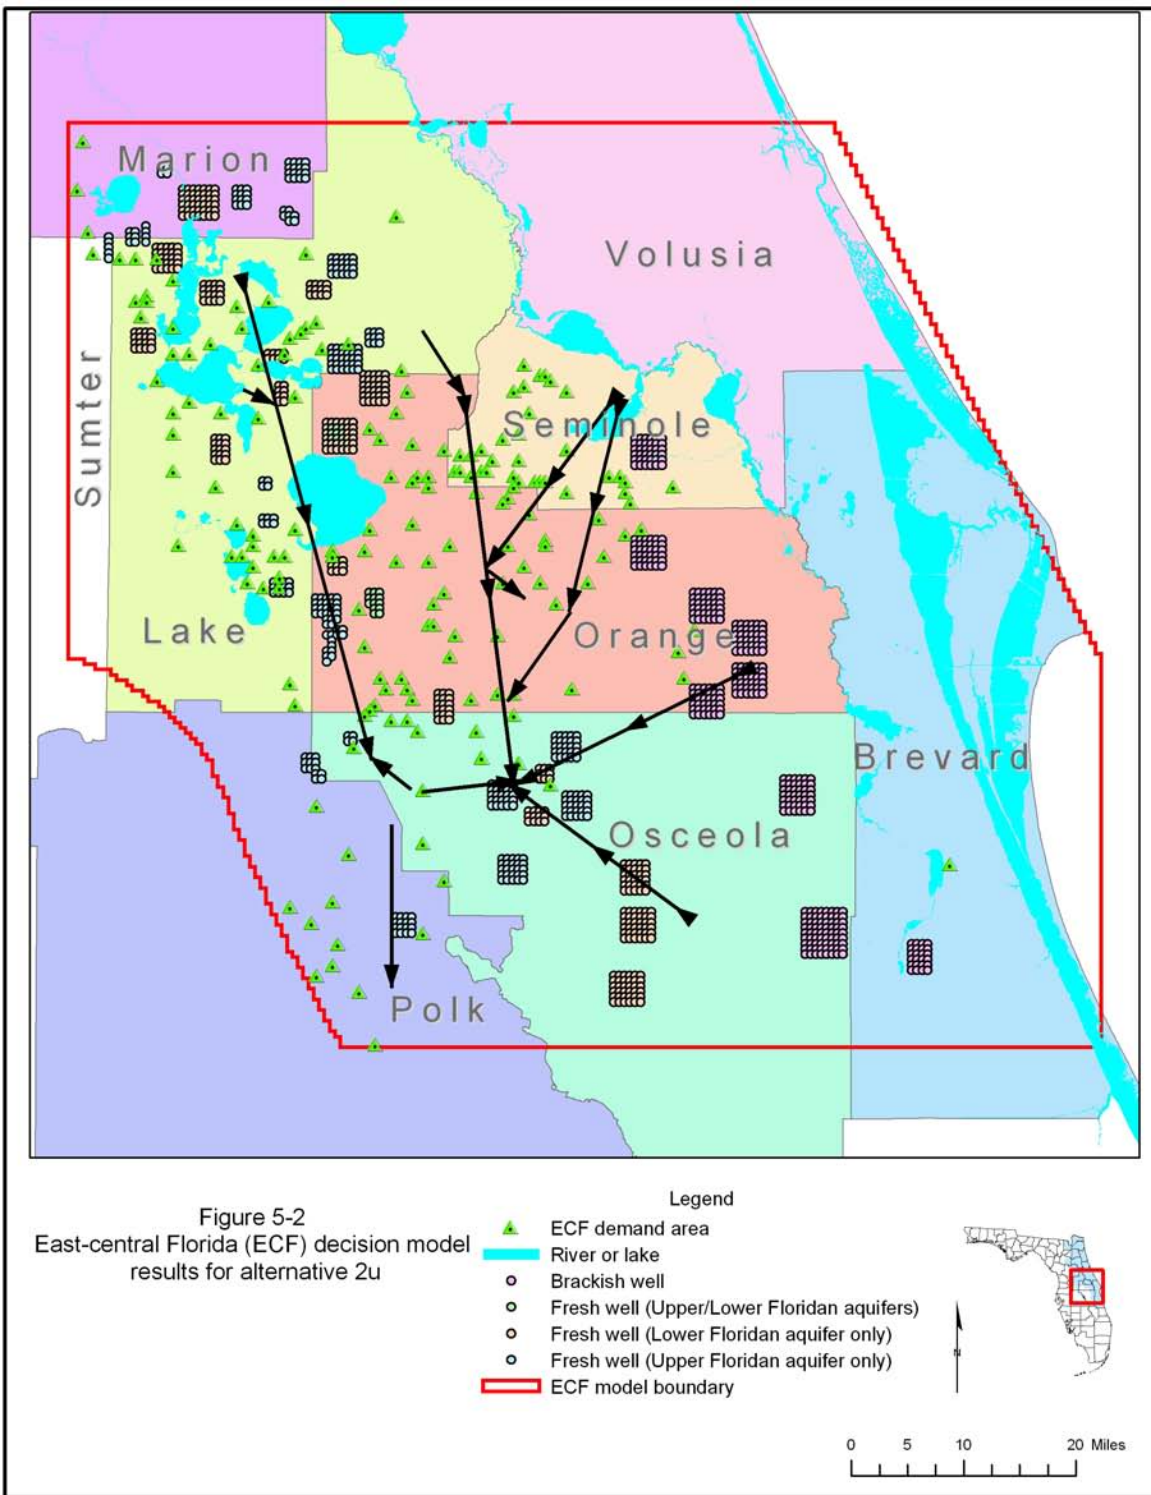 Marion
Volusia
Sumter
Seminole
Lake
Orange
Brevard
Osceola
Polk
Figure 5-2
East-central Florida (ECF) decision model
results for alternative 2u
Legend
ECF demand area
River or lake
Brackish well
Fresh well (Upper/Lower Floridan aquifers)
Fresh well (Lower Floridan aquifer only)
Fresh well (Upper Floridan aquifer only)
ECF model boundary
N
0 5 10 20 Miles